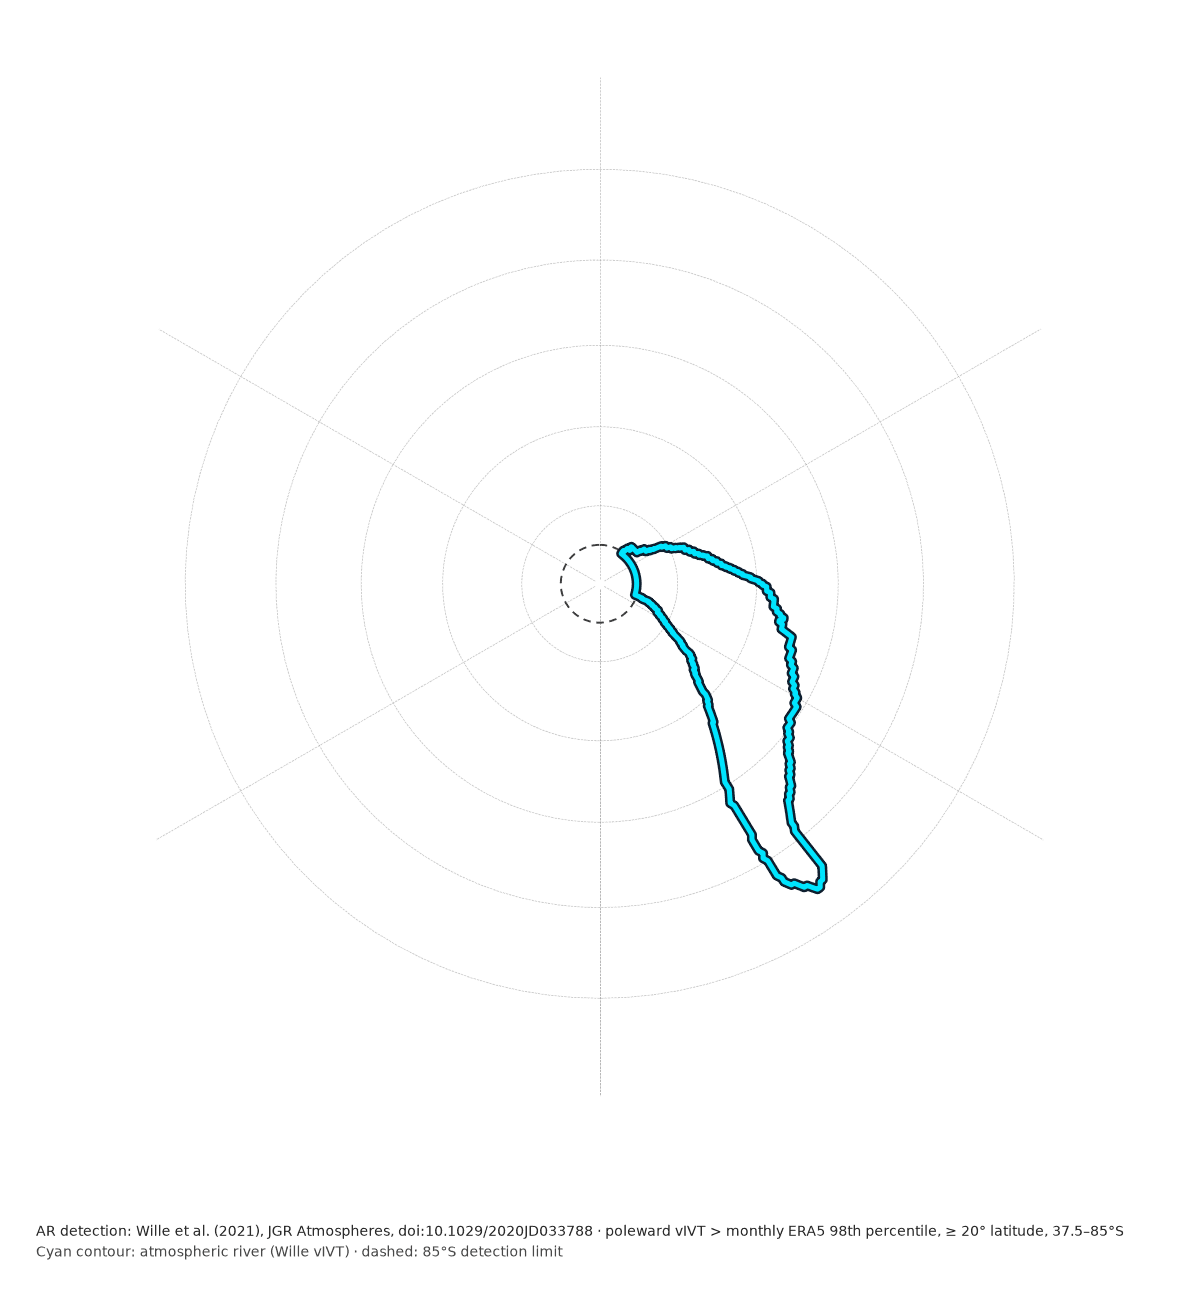 AR detection: Wille et al. (2021), JGR Atmospheres, doi:10.1029/2020JD033788 · poleward vIVT > monthly ERA5 98th percentile, ≥ 20° latitude, 37.5–85°S
Cyan contour: atmospheric river (Wille vIVT) · dashed: 85°S detection limit